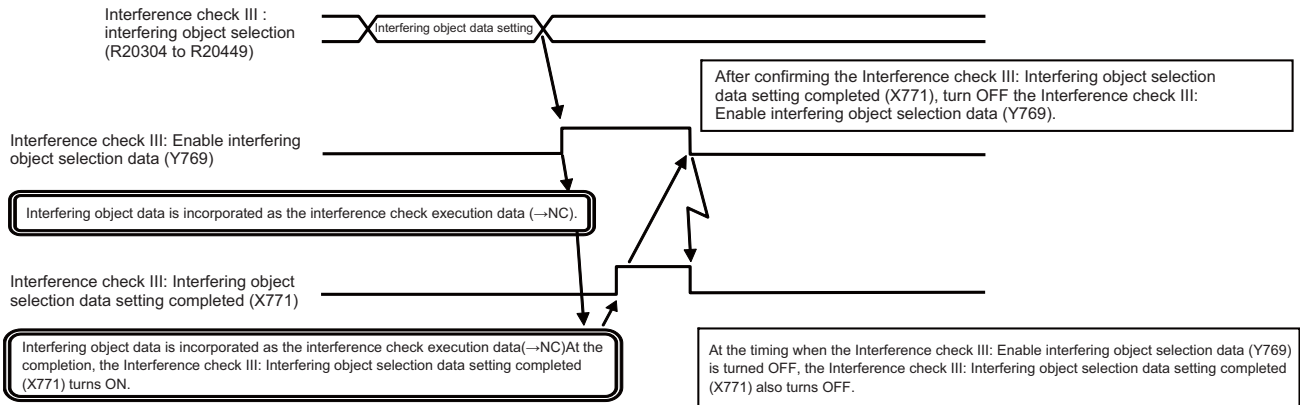 Interference check III :
interfering object selection
(R20304 to R20449)
Interfering object data setting
After confirming the Interference check III: Interfering object selection
data setting completed (X771), turn OFF the Interference check III:
Enable interfering object selection data (Y769).
Interference check III: Enable interfering
object selection data (Y769)
Interfering object data is incorporated as the interference check execution data (→NC).
Interference check III: Interfering object
selection data setting completed (X771)
Interfering object data is incorporated as the interference check execution data(→NC)At the
completion, the Interference check III: Interfering object selection data setting completed
(X771) turns ON.
At the timing when the Interference check III: Enable interfering object selection data (Y769)
is turned OFF, the Interference check III: Interfering object selection data setting completed
(X771) also turns OFF.